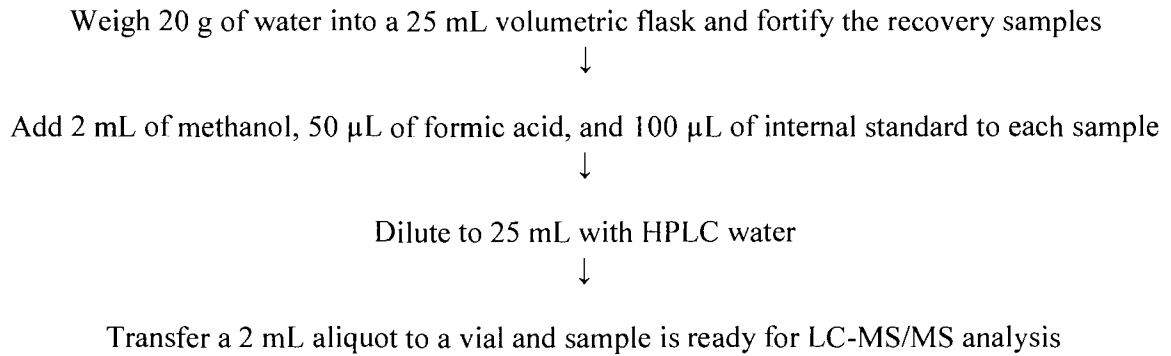 Weigh 20 g of water into a 25 mL volumetric flask and fortify the recovery samples
↓
Add 2 mL of methanol, 50 μL of formic acid, and 100 μL of internal standard to each sample
↓
Dilute to 25 mL with HPLC water
↓
Transfer a 2 mL aliquot to a vial and sample is ready for LC-MS/MS analysis